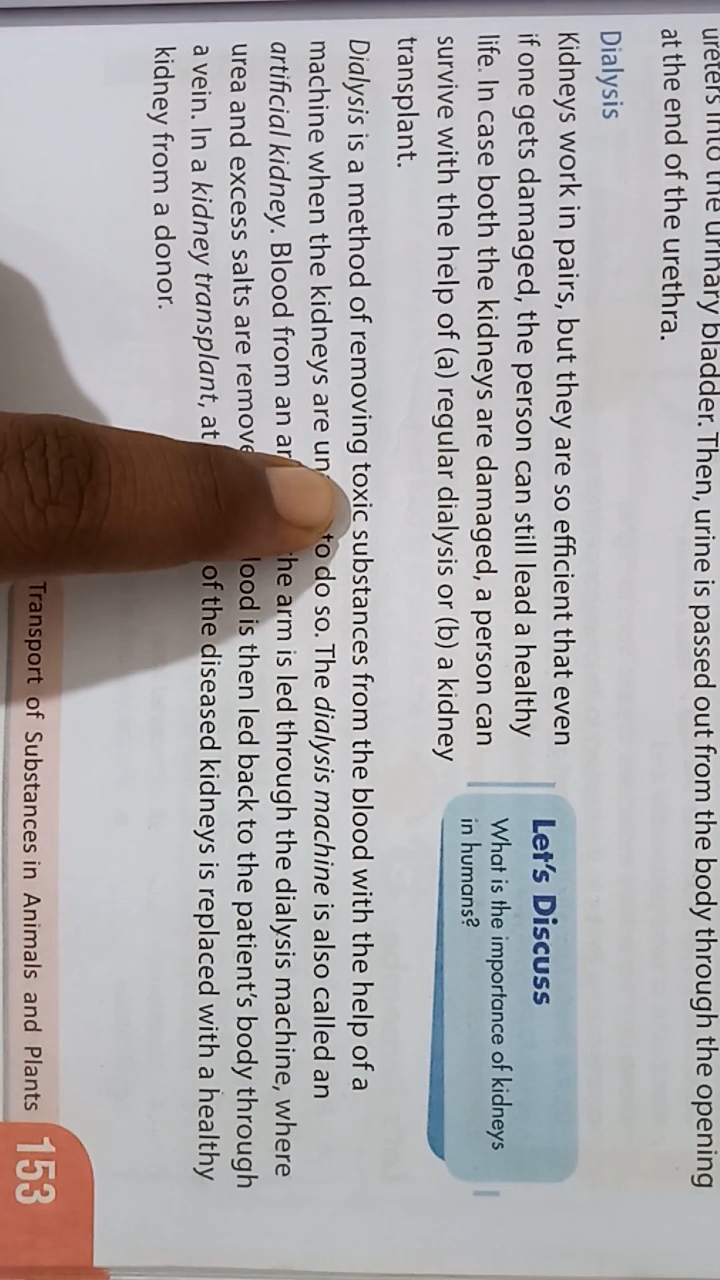 ureters into the urinary bladder. Then, urine is passed out from the body through the opening
at the end of the urethra.
Dialysis
Kidneys work in pairs, but they are so efficient that even
if one gets damaged, the person can still lead a healthy
life. In case both the kidneys are damaged, a person can
survive with the help of (a) regular dialysis or (b) a kidney
transplant.
Let's Discuss
What is the importance of kidneys
in humans?
Dialysis is a method of removing toxic substances from the blood with the help of a
machine when the kidneys are to do so. The dialysis machine is also called an
artificial kidney. Blood from an the arm is led through the dialysis machine, where
urea and excess salts are is then led back to the patient's body through
a vein. In a kidney transplant, at of the diseased kidneys is replaced with a healthy
kidney from a donor.
Transport of Substances in Animals and Plants
153